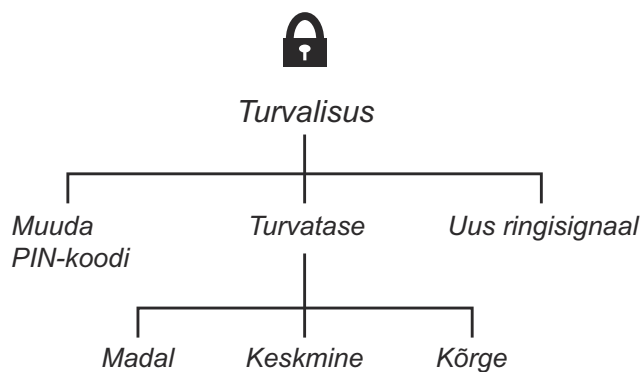 Turvalisus
Muuda
PIN-koodi
Turvatase
Uus ringisignaal
Madal
Keskmine
Kõrge